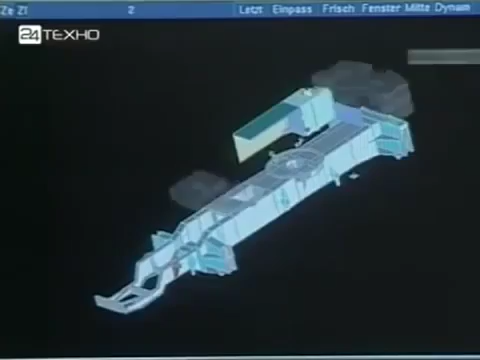 Ze Zl 2 Letzt Einpass Frisch Fenster Mitte Dynam
24 ТЕХНО